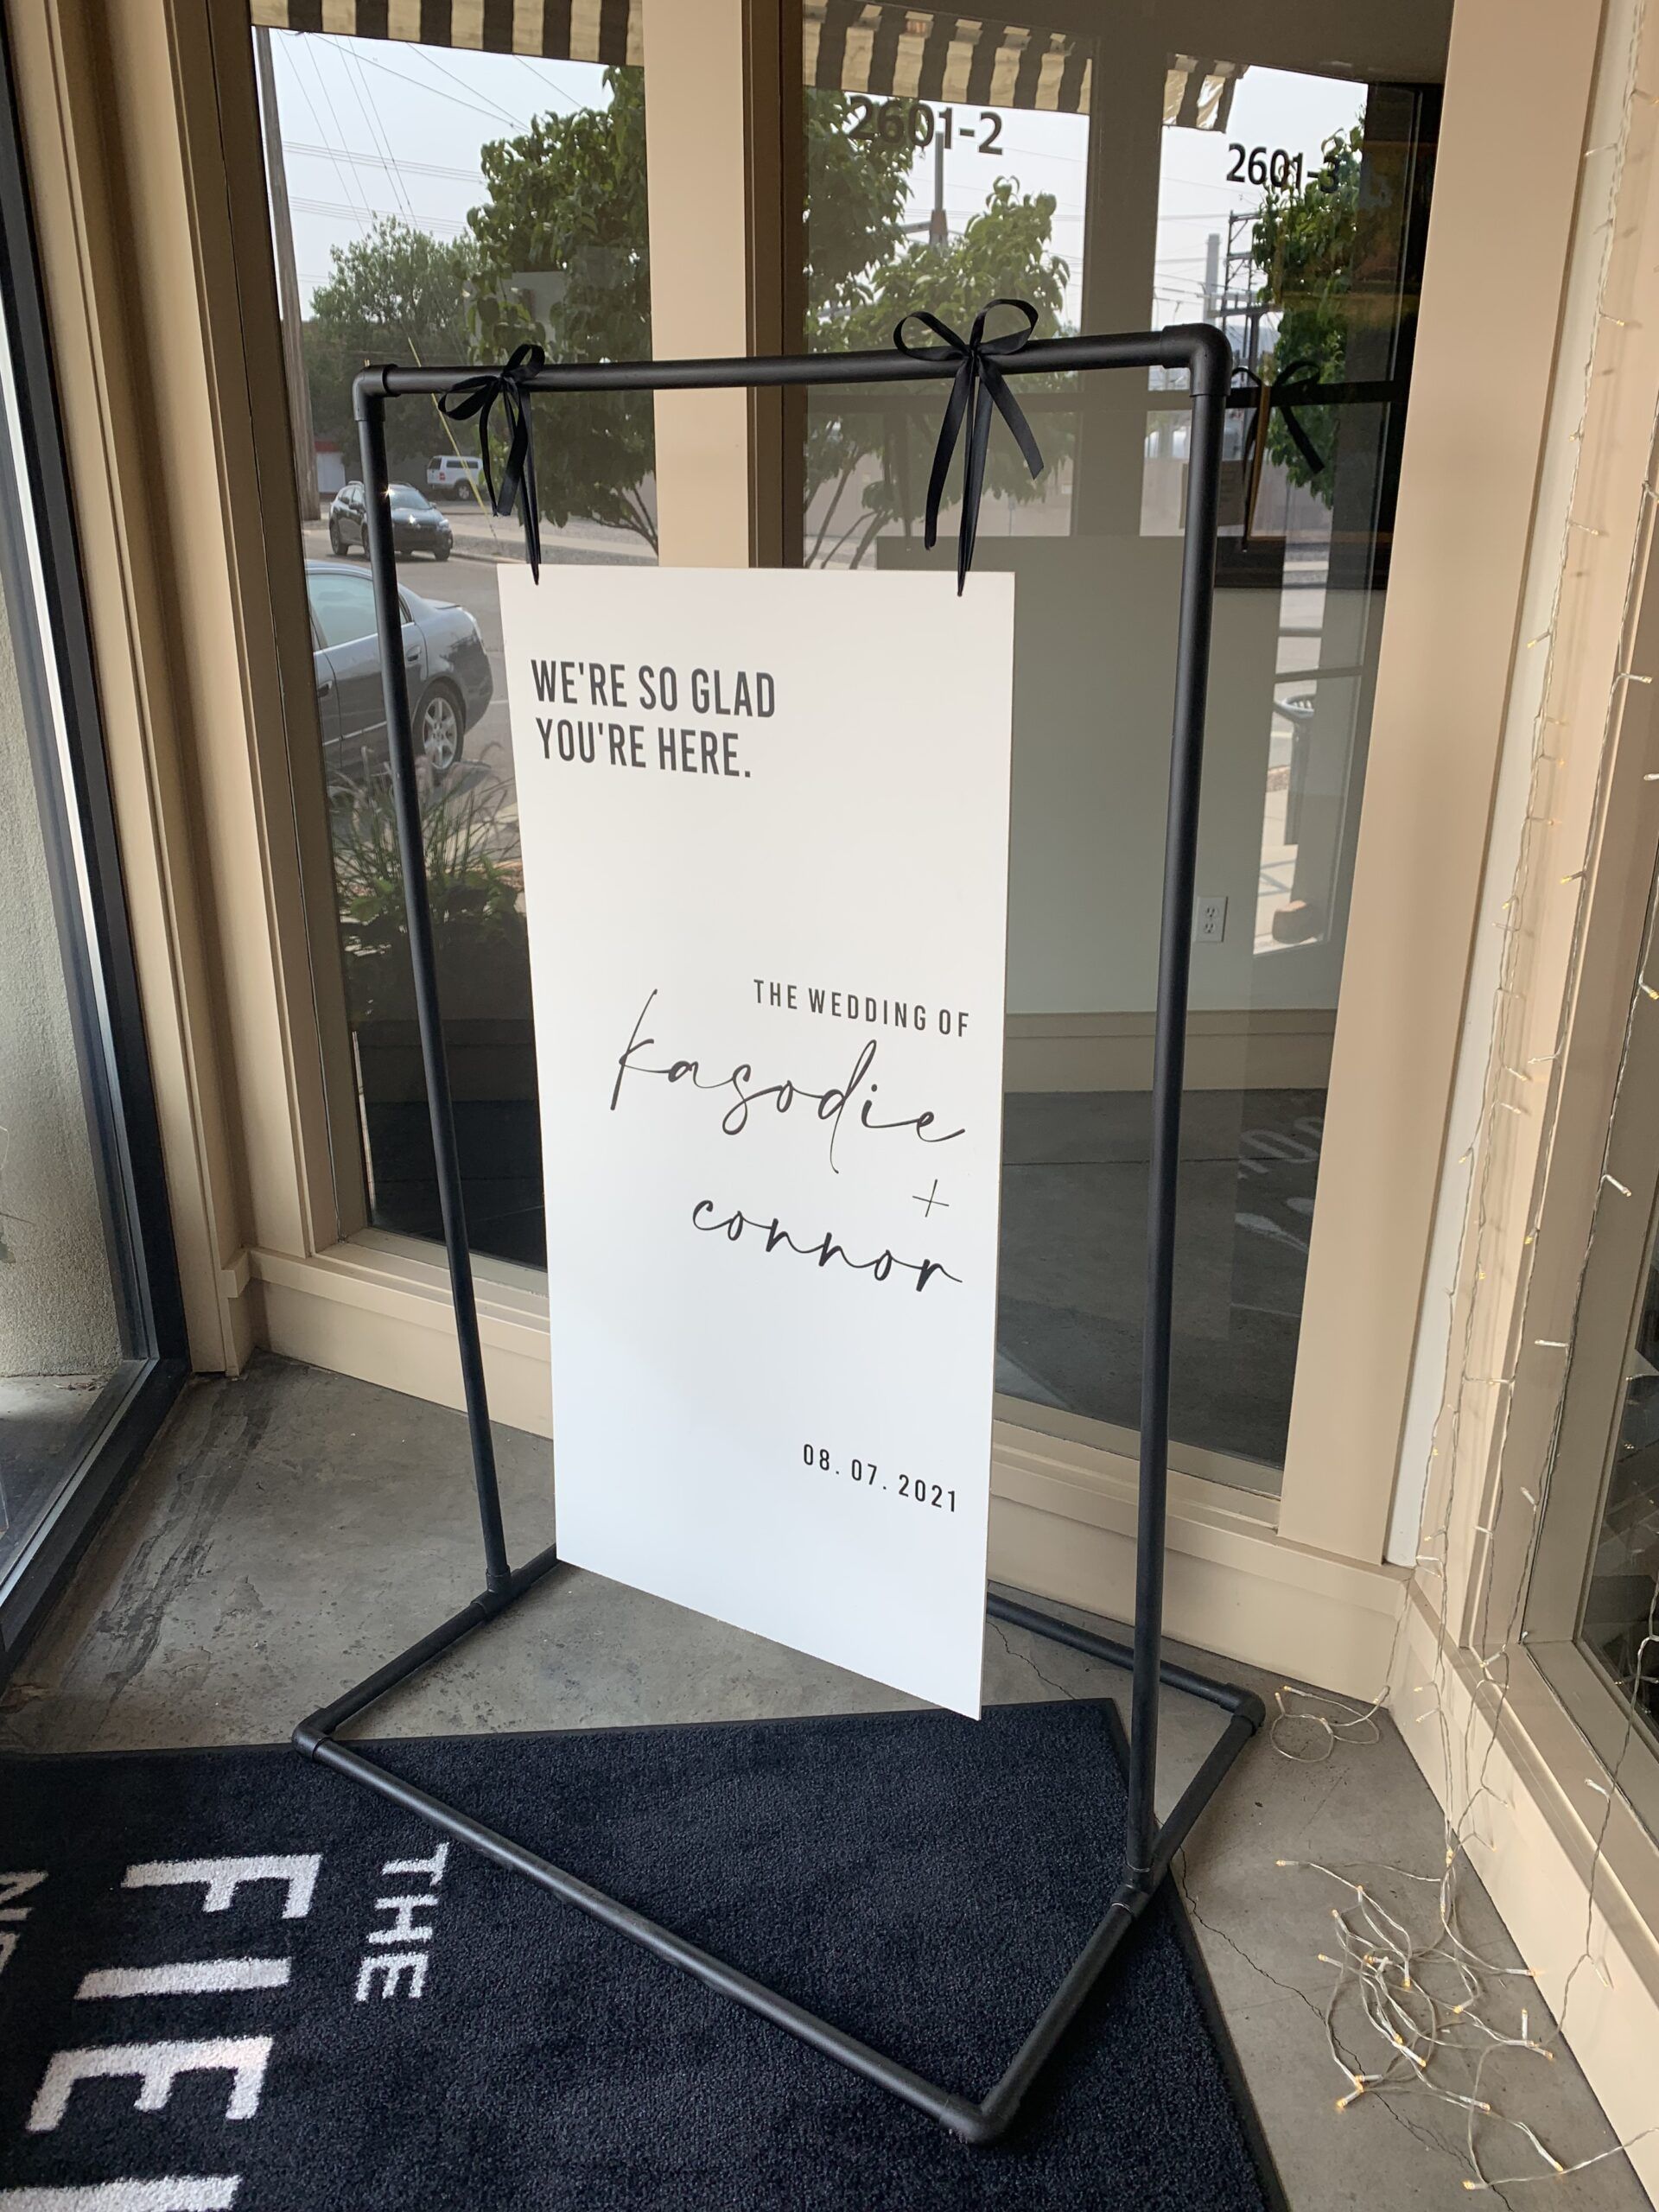 2601-2
2601-3
WE'RE SO GLAD
YOU'RE HERE.
THE WEDDING OF
kasodie
+
connor
08. 07. 2021
THE